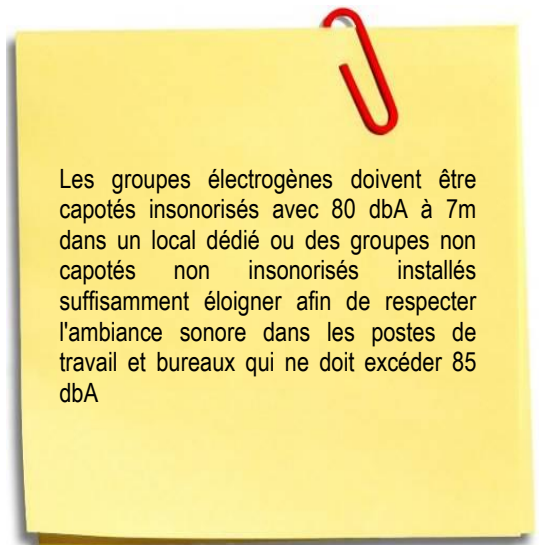 Les groupes électrogènes doivent être
capotés insonorisés avec 80 dbA à 7m
dans un local dédié ou des groupes non
capotés non insonorisés installés
suffisamment éloigner afin de respecter
l'ambiance sonore dans les postes de
travail et bureaux qui ne doit excéder 85
dbA